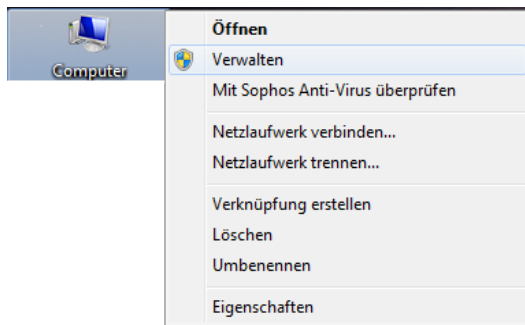 Computer
Öffnen
Verwalten
Mit Sophos Anti-Virus überprüfen
Netzlaufwerk verbinden...
Netzlaufwerk trennen...
Verknüpfung erstellen
Löschen
Umbenennen
Eigenschaften